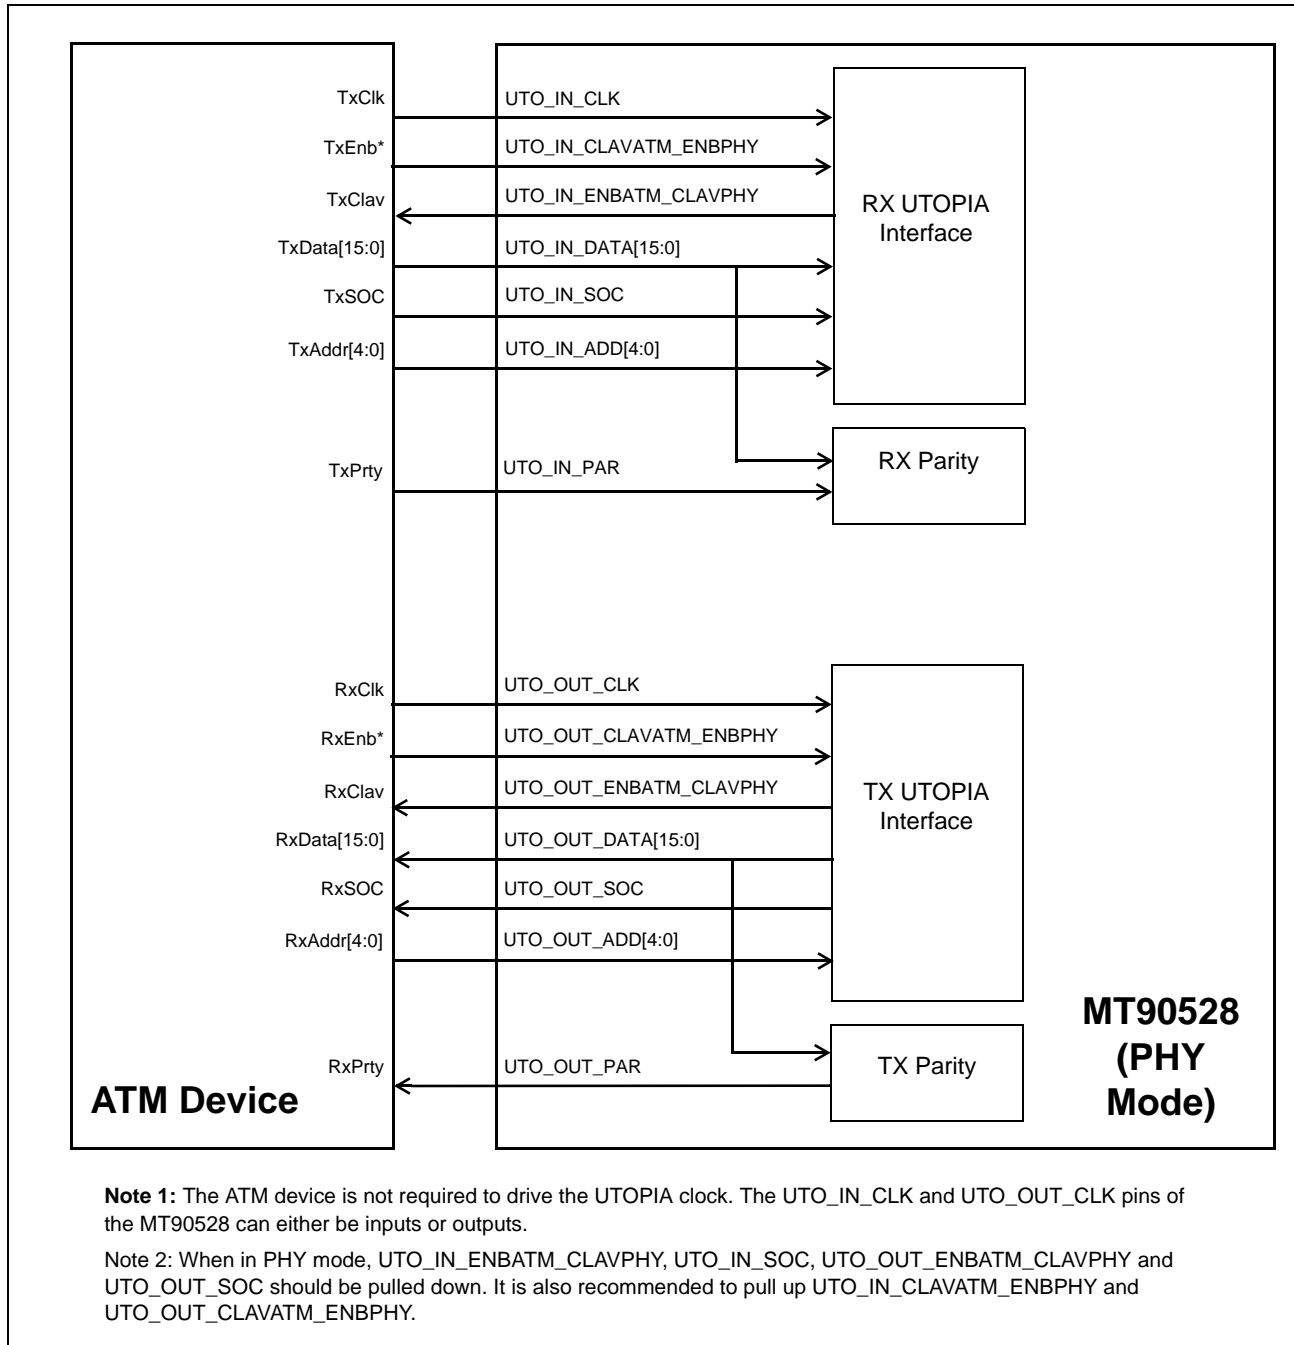 TxClk
UTO_IN_CLK
TxEnb*
UTO_IN_CLAVATM_ENBPHY
TxClav
UTO_IN_ENBATM_CLAVPHY
RX UTOPIA
Interface
TxData[15:0]
UTO_IN_DATA[15:0]
TxSOC
UTO_IN_SOC
TxAddr[4:0]
UTO_IN_ADD[4:0]
TxPrty
UTO_IN_PAR
RX Parity
RxClk
UTO_OUT_CLK
RxEnb*
UTO_OUT_CLAVATM_ENBPHY
RxClav
UTO_OUT_ENBATM_CLAVPHY
TX UTOPIA
Interface
RxData[15:0]
UTO_OUT_DATA[15:0]
RxSOC
UTO_OUT_SOC
RxAddr[4:0]
UTO_OUT_ADD[4:0]
RxPrty
UTO_OUT_PAR
TX Parity
ATM Device
MT90528
(PHY
Mode)
Note 1: The ATM device is not required to drive the UTOPIA clock. The UTO_IN_CLK and UTO_OUT_CLK pins of
the MT90528 can either be inputs or outputs.
Note 2: When in PHY mode, UTO_IN_ENBATM_CLAVPHY, UTO_IN_SOC, UTO_OUT_ENBATM_CLAVPHY and
UTO_OUT_SOC should be pulled down. It is also recommended to pull up UTO_IN_CLAVATM_ENBPHY and
UTO_OUT_CLAVATM_ENBPHY.